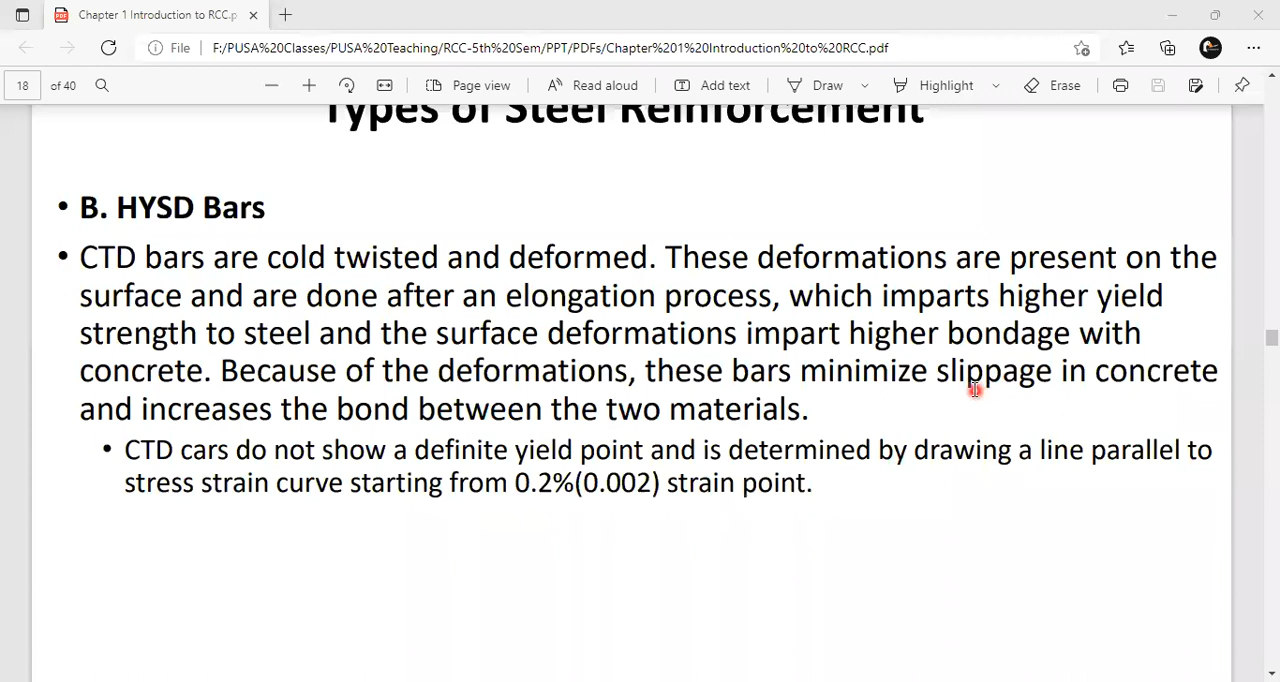 Chapter 1 Introduction to RCC.p
File F:/PUSA%20Classes/PUSA%20Teaching/RCC-5th%20Sem/PPT/PDFs/Chapter%201%20Introduction%20to%20RCC.pdf
18 of 40 Page view Read aloud Add text Draw Highlight Erase
Types of Steel Reinforcement
• B. HYSD Bars
• CTD bars are cold twisted and deformed. These deformations are present on the
surface and are done after an elongation process, which imparts higher yield
strength to steel and the surface deformations impart higher bondage with
concrete. Because of the deformations, these bars minimize slippage in concrete
and increases the bond between the two materials.
• CTD cars do not show a definite yield point and is determined by drawing a line parallel to
stress strain curve starting from 0.2%(0.002) strain point.